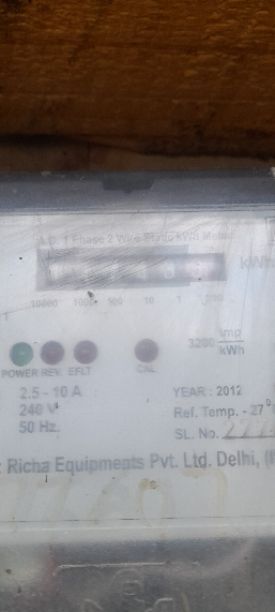 A.C. 1 Phase 2 Wire Static kWh Meter
kWh
10000 1000 100 10 1 1/10
3200 imp/kWh
POWER REV. EFLT CAL
2.5 - 10 A
240 V
50 Hz.
YEAR : 2012
Ref. Temp. - 27
SL. No.
Richa Equipments Pvt. Ltd. Delhi,